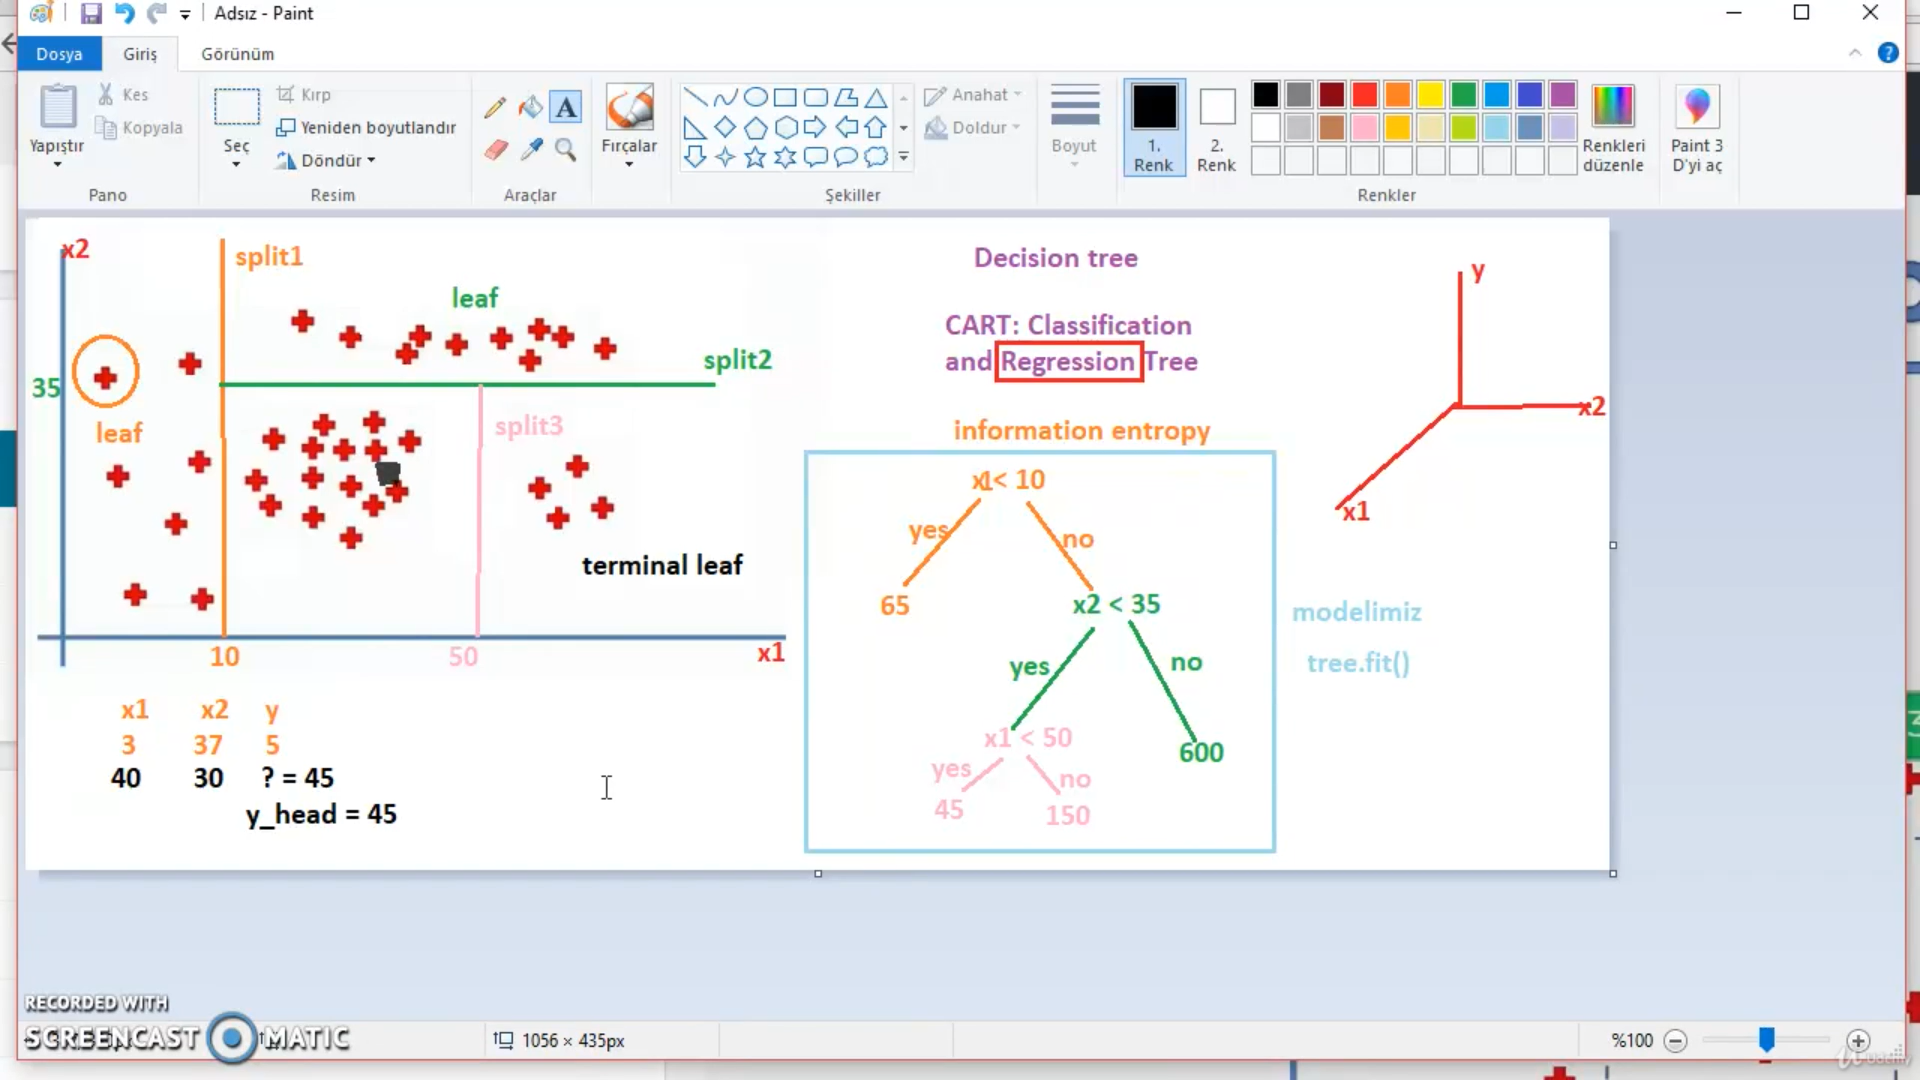 Adsız - Paint
Dosya Giriş Görünüm
Yapıştır
Kes
Kopyala
Pano
Seç
Kırp
Yeniden boyutlandır
Döndür
Resim
A
Araçlar
Fırçalar
Şekiller
Anahat
Doldur
Boyut
1.
Renk
2.
Renk
Renkler
Renkleri
düzenle
Paint 3
D'yi aç
x2
split1
leaf
split2
35
leaf
split3
terminal leaf
10
50
x1
x1 x2 y
3 37 5
40 30 ? = 45
y_head = 45
Decision tree
CART: Classification
and Regression Tree
information entropy
x1< 10
yes
no
65
x2 < 35
yes
no
x1 < 50
600
yes
no
45
150
y
x2
x1
modelimiz
tree.fit()
RECORDED WITH
SCREENCAST MATIC
1056 × 435px
%100
Udemy